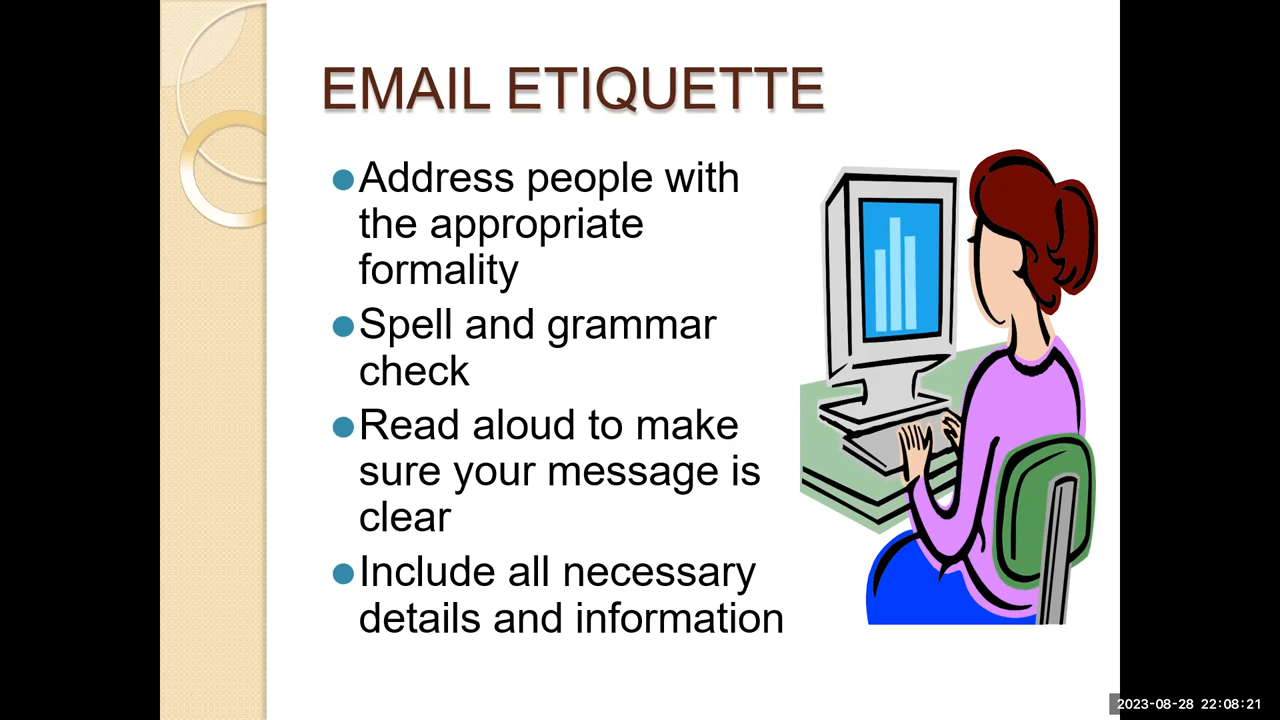 EMAIL ETIQUETTE
Address people with
the appropriate
formality
Spell and grammar
check
Read aloud to make
sure your message is
clear
Include all necessary
details and information
2023-08-28 22:08:21